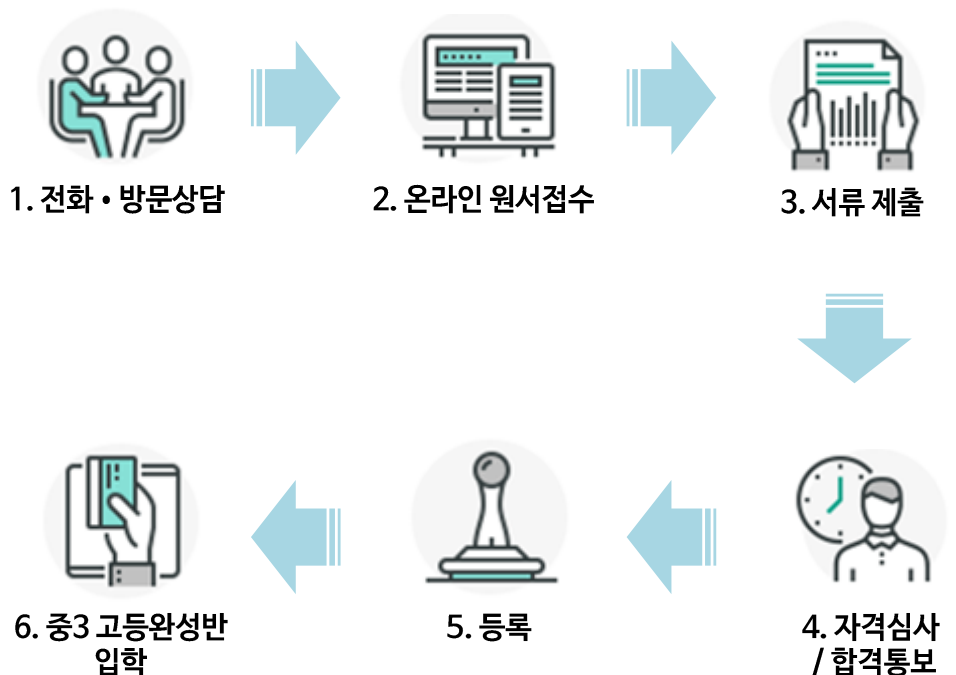 1. 전화 • 방문상담
2. 온라인 원서접수
3. 서류 제출
4. 자격심사
/ 합격통보
5. 등록
6. 중3 고등완성반
입학